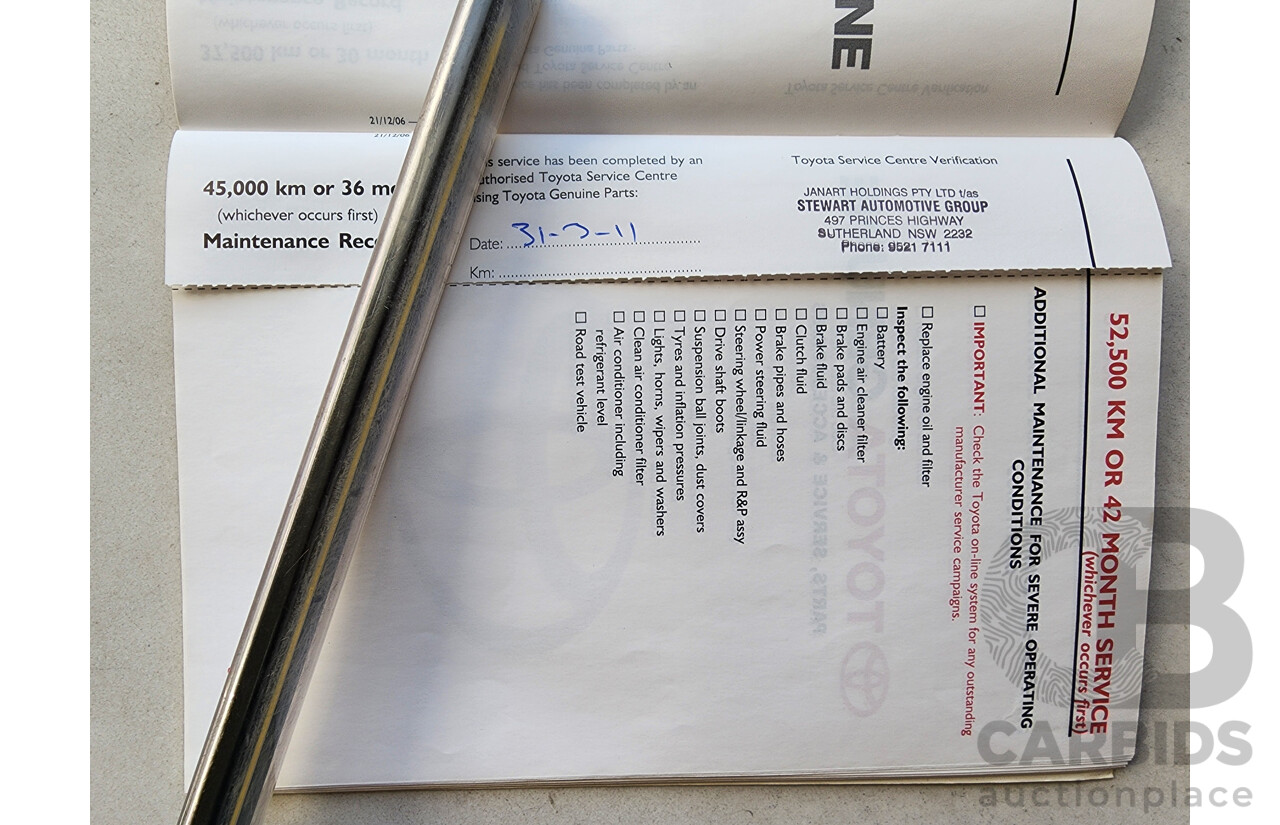 NE
21/12/06 —
45,000 km or 36
(whichever occurs first)
Maintenance
service has been completed by an
Toyota Service Centre
Toyota Genuine Parts:
Date:
31-3-11
Km:
Toyota Service Centre Verification
JANART HOLDINGS PTY LTD t/as
STEWART AUTOMOTIVE GROUP
497 PRINCES HIGHWAY
SUTHERLAND NSW 2232
Phone: 9521 7111
52,500 KM OR 42 MONTH SERVICE
(whichever occurs first)
ADDITIONAL MAINTENANCE FOR SEVERE OPERATING
CONDITIONS
IMPORTANT: Check the Toyota on-line system for any outstanding
manufacturer service campaigns.
Replace engine oil and filter
Inspect the following:
Battery
Engine air cleaner filter
Brake pads and discs
Brake fluid
Clutch fluid
Brake pipes and hoses
Power steering fluid
Steering wheel/linkage and R&P assy
Drive shaft boots
Suspension ball joints, dust covers
Tyres and inflation pressures
Lights, horns, wipers and washers
Clean air conditioner filter
Air conditioner including
refrigerant level
Road test vehicle
CARBIDS
auctionplace